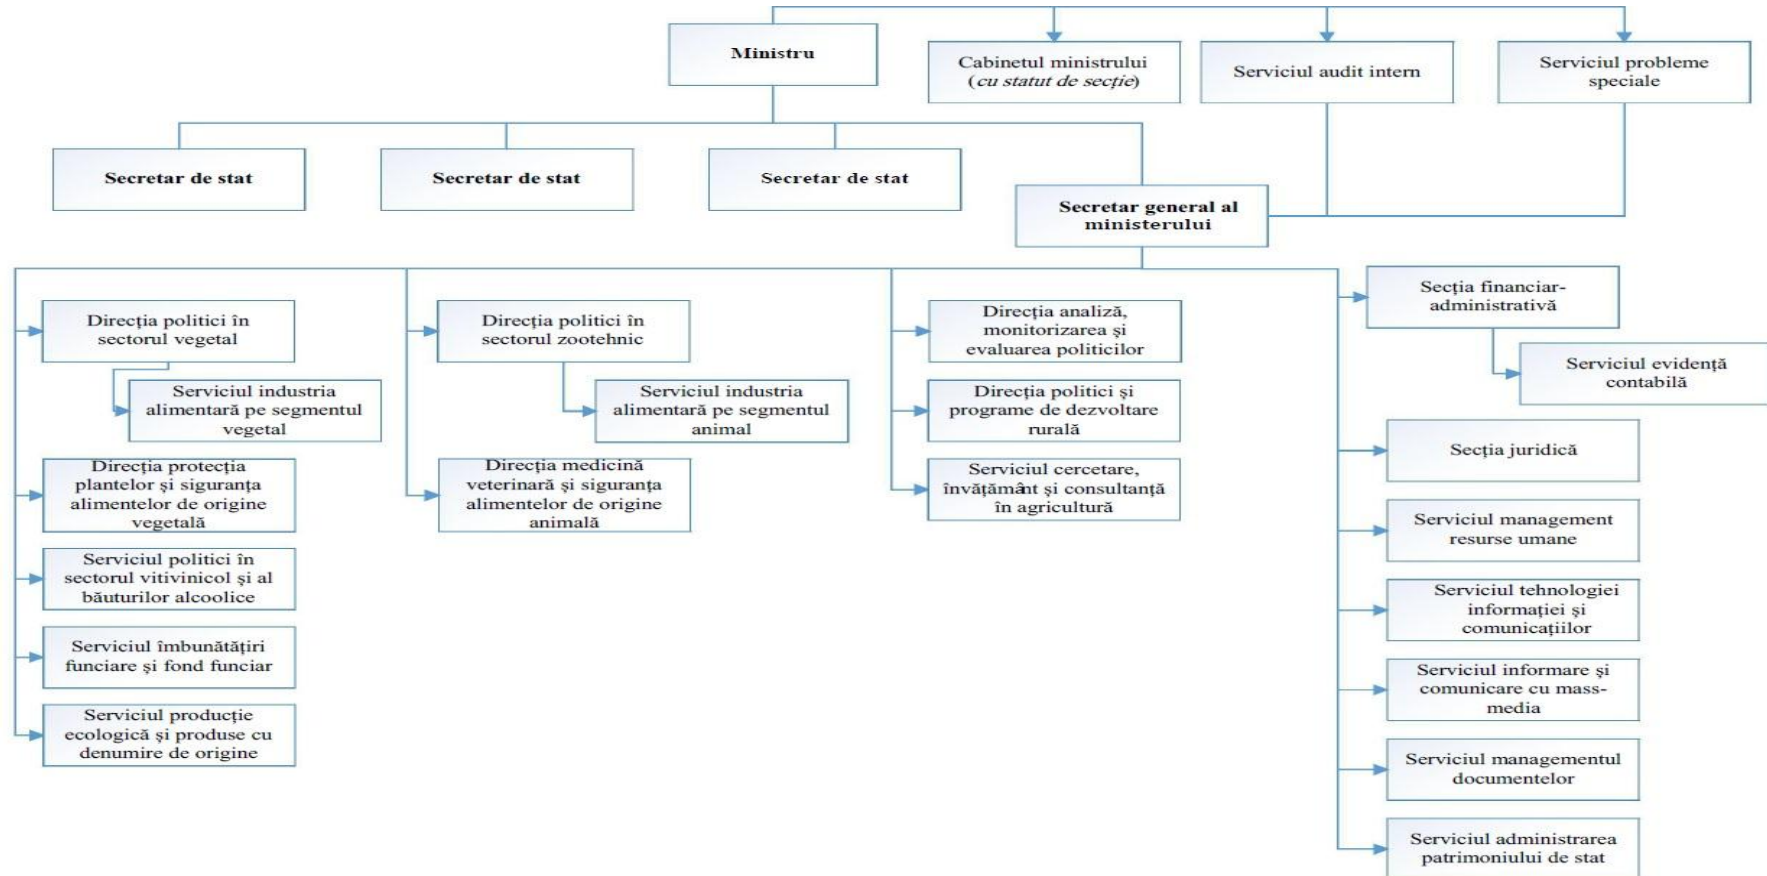 Ministru
Cabinetul ministrului
(cu statut de secție)
Serviciul audit intern
Serviciul probleme
speciale
Secretar de stat
Secretar de stat
Secretar de stat
Secretar general al
ministerului
Direcția politici în
sectorul vegetal
Serviciul industria
alimentară pe segmentul
vegetal
Direcția protecția
plantelor și siguranța
alimentelor de origine
vegetală
Serviciul politici în
sectorul vitivinicol și al
băuturilor alcoolice
Serviciul îmbunătățiri
funciare și fond funciar
Serviciul producție
ecologică și produse cu
denumire de origine
Direcția politici în
sectorul zootehnic
Serviciul industria
alimentară pe segmentul
animal
Direcția medicină
veterinară și siguranța
alimentelor de origine
animală
Direcția analiză,
monitorizarea și
evaluarea politicilor
Direcția politici și
programe de dezvoltare
rurală
Serviciul cercetare,
învățământ și consultanță
în agricultură
Secția financiar-
administrativă
Serviciul evidență
contabilă
Secția juridică
Serviciul management
resurse umane
Serviciul tehnologiei
informației și
comunicațiilor
Serviciul informare și
comunicare cu mass-
media
Serviciul managementul
documentelor
Serviciul administrarea
patrimoniului de stat